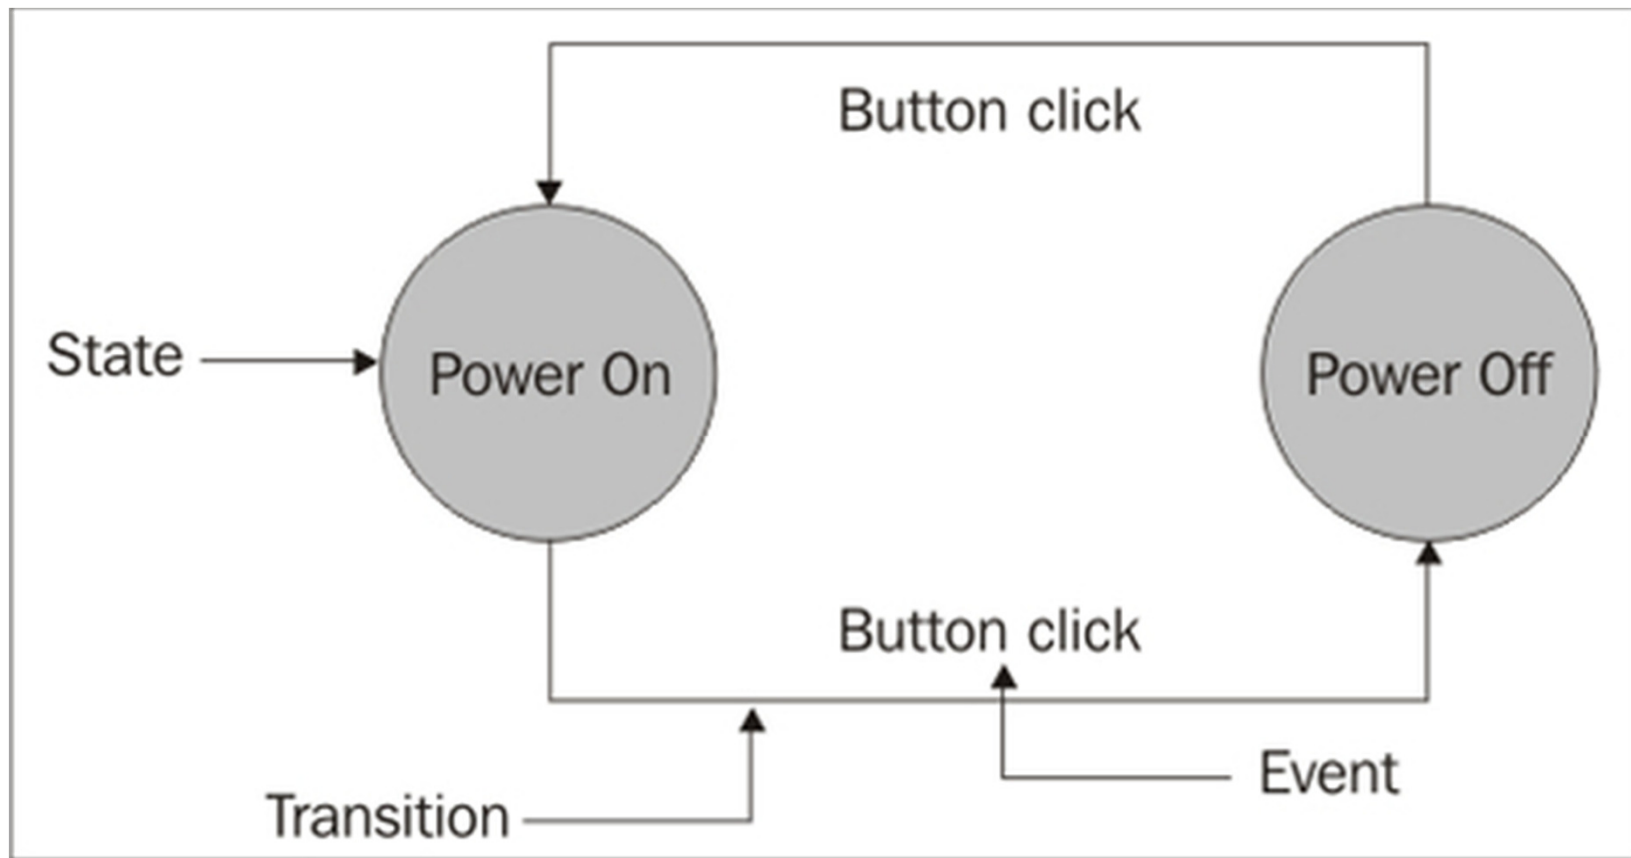 Button click
State
Power On
Power Off
Button click
Event
Transition